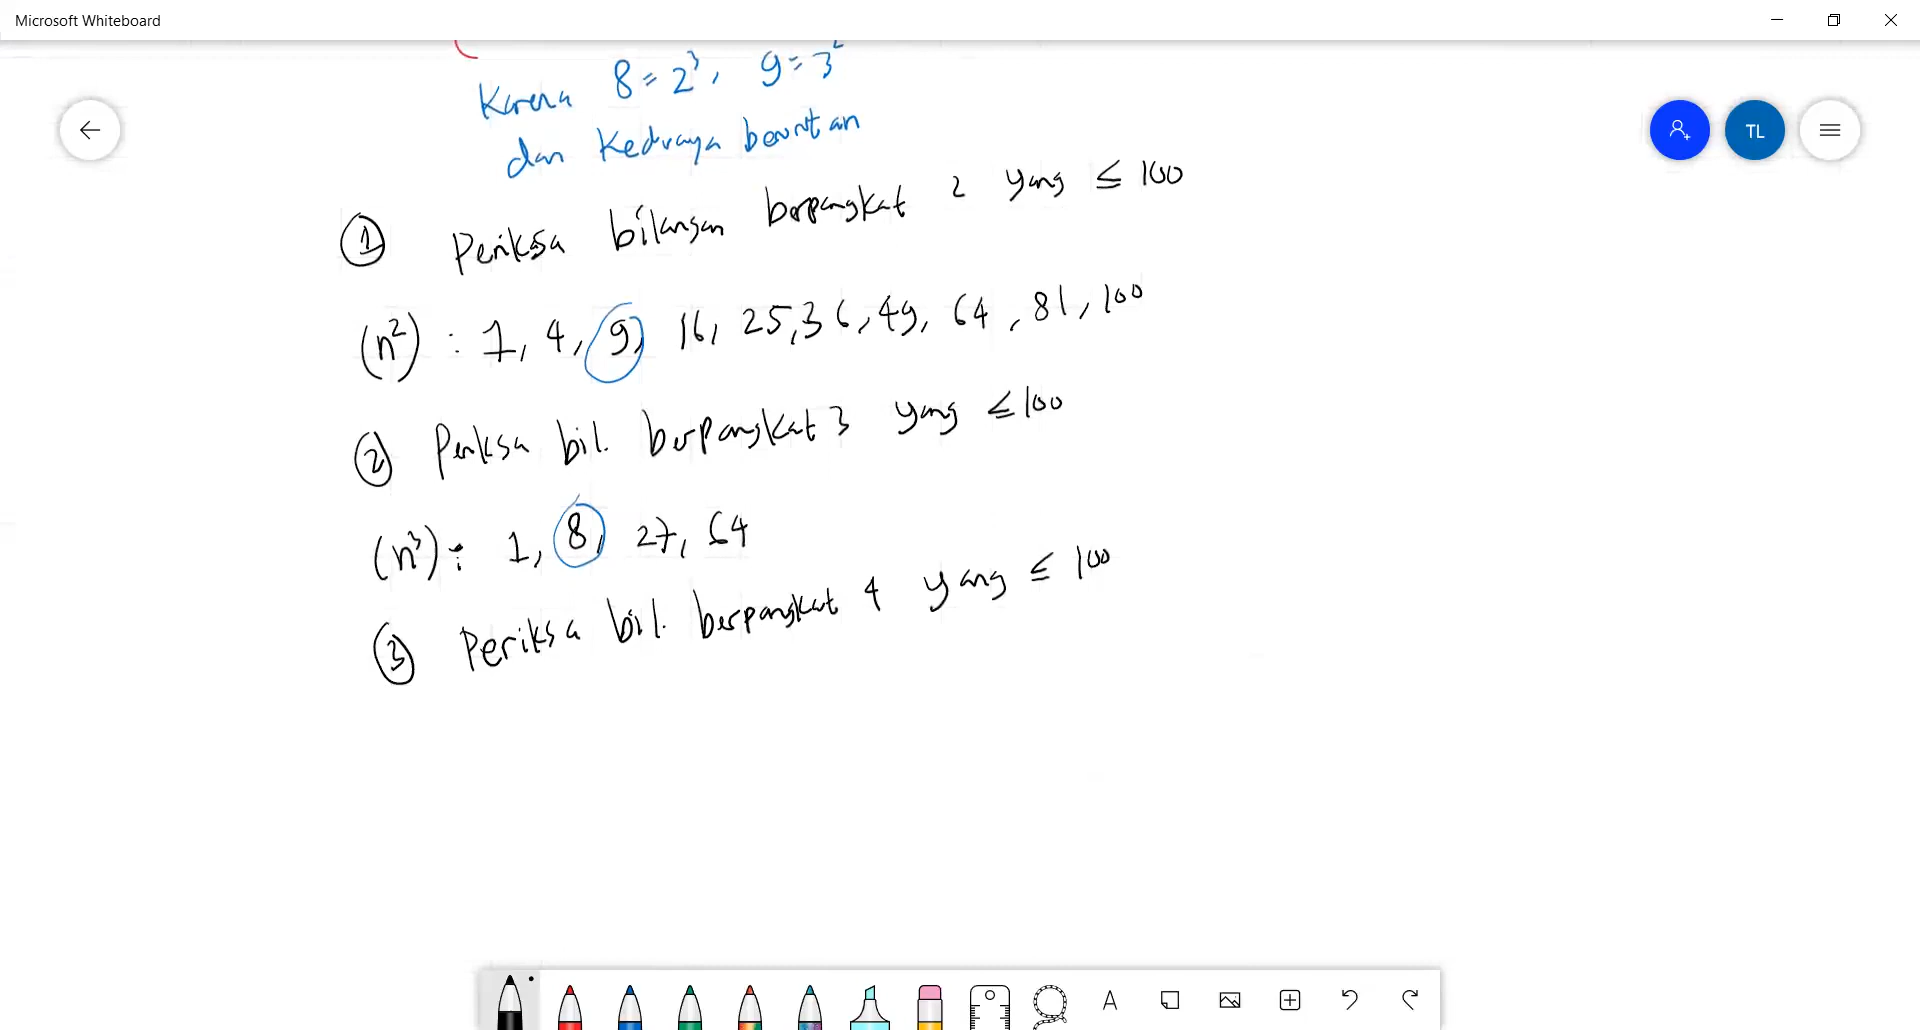 Microsoft Whiteboard
Karena 8 = 2³, 9 = 3²
dan Keduanya berurutan
TL
① Periksa bilangan berpangkat 2 yang ≤ 100
(n²) : 1, 4, 9, 16, 25, 36, 49, 64, 81, 100
② Periksa bil. berpangkat 3 yang ≤ 100
(n³) : 1, 8, 27, 64
③ Periksa bil. berpangkat 4 yang ≤ 100